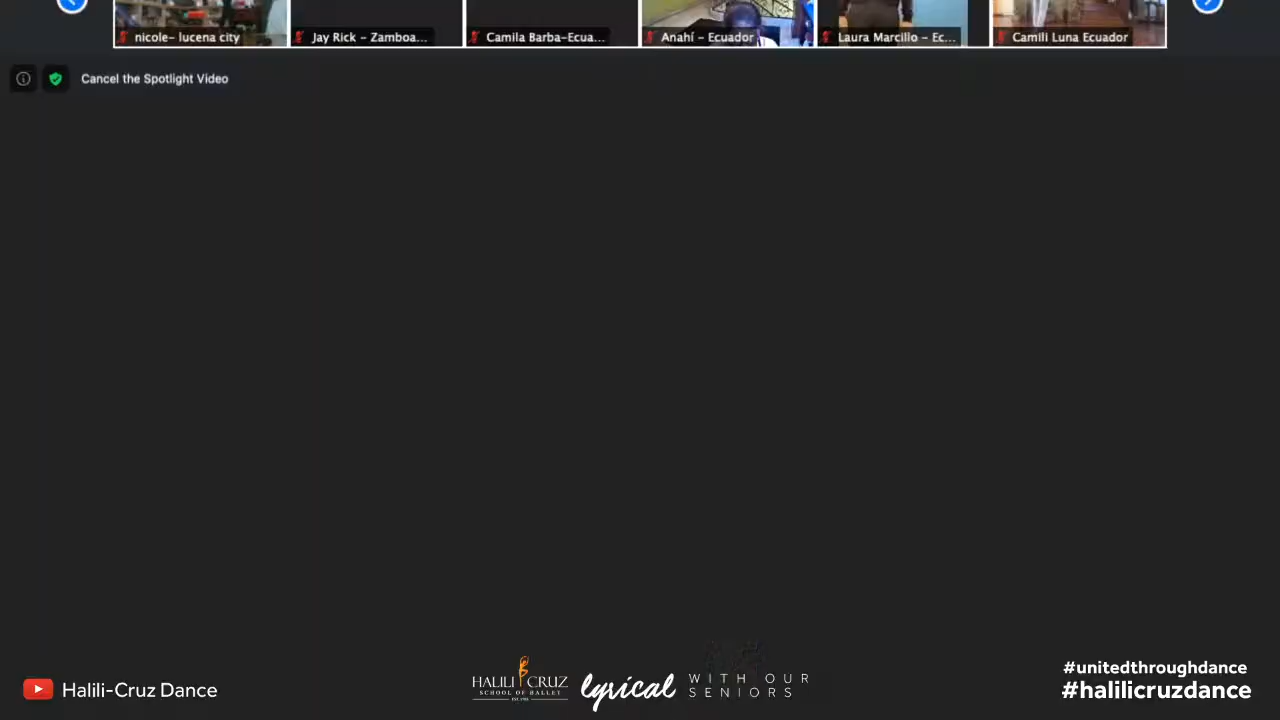 nicole- lucena city
Jay Rick - Zamboa...
Camila Barba-Ecua...
Anahí - Ecuador
Laura Marcillo - Ec...
Camili Luna Ecuador
Cancel the Spotlight Video
Halili-Cruz Dance
HALILI CRUZ
SCHOOL OF BALLET
lyrical
WITH OUR
SENIORS
#unitedthroughdance
#halilicruzdance